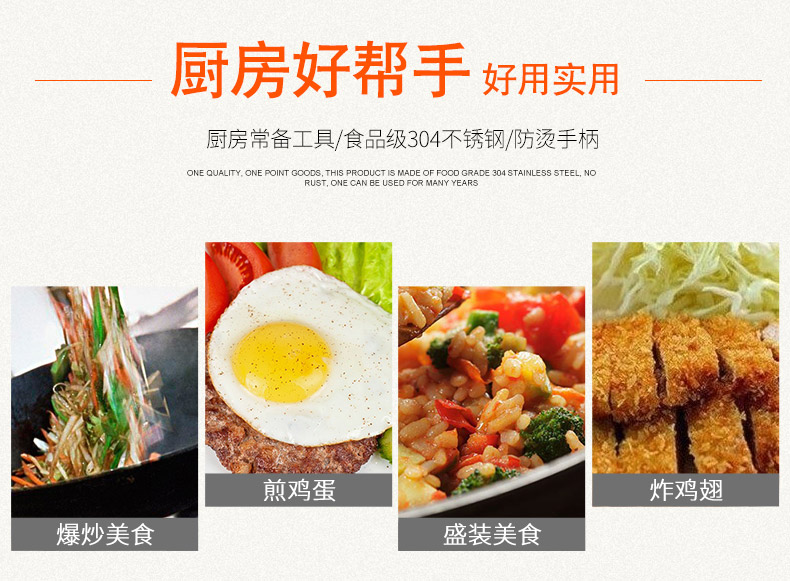 厨房好帮手 好用实用
厨房常备工具/食品级304不锈钢/防烫手柄
ONE QUALITY, ONE POINT GOODS, THIS PRODUCT IS MADE OF FOOD GRADE 304 STAINLESS STEEL, NO
RUST, ONE CAN BE USED FOR MANY YEARS
爆炒美食
煎鸡蛋
盛装美食
炸鸡翅